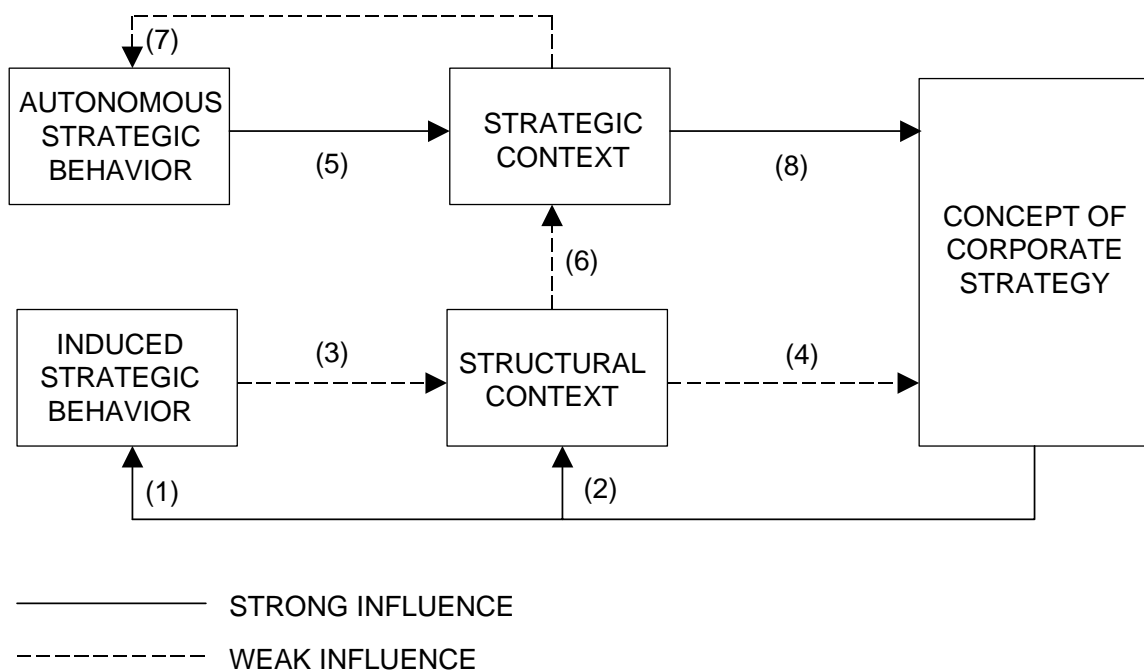 (7)
AUTONOMOUS
STRATEGIC
BEHAVIOR
(5)
STRATEGIC
CONTEXT
(8)
CONCEPT OF
CORPORATE
STRATEGY
(6)
INDUCED
STRATEGIC
BEHAVIOR
(3)
STRUCTURAL
CONTEXT
(4)
(1)
(2)
STRONG INFLUENCE
WEAK INFLUENCE